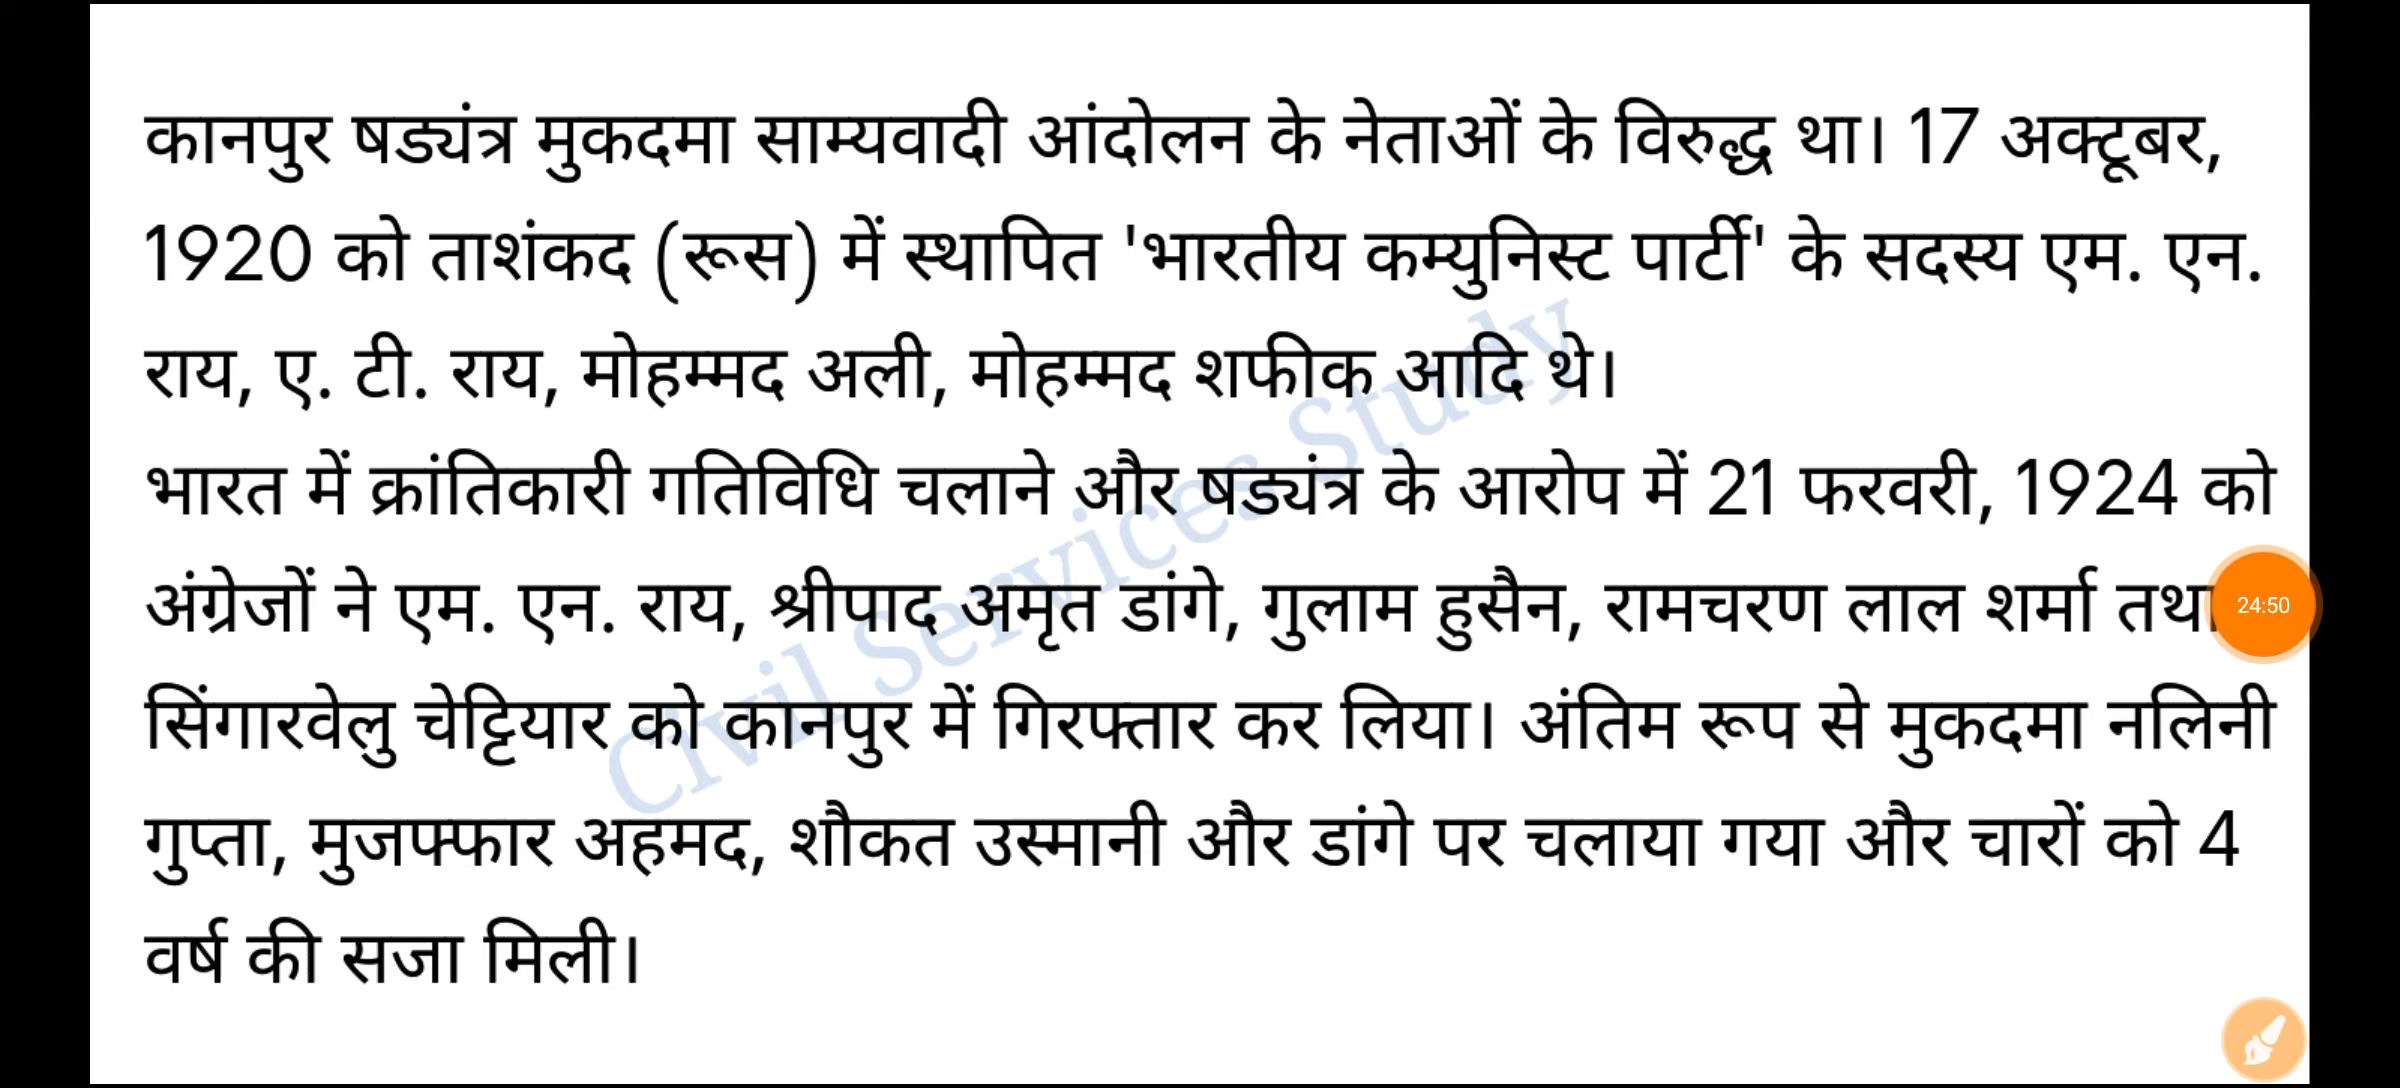 कानपुर षड्यंत्र मुकदमा साम्यवादी आंदोलन के नेताओं के विरुद्ध था। 17 अक्टूबर,
1920 को ताशंकद (रूस) में स्थापित 'भारतीय कम्युनिस्ट पार्टी' के सदस्य एम. एन.
राय, ए. टी. राय, मोहम्मद अली, मोहम्मद शफीक आदि थे।
भारत में क्रांतिकारी गतिविधि चलाने और षड्यंत्र के आरोप में 21 फरवरी, 1924 को
अंग्रेजों ने एम. एन. राय, श्रीपाद अमृत डांगे, गुलाम हुसैन, रामचरण लाल शर्मा तथा
24:50
सिंगारवेलु चेट्टियार को कानपुर में गिरफ्तार कर लिया। अंतिम रूप से मुकदमा नलिनी
गुप्ता, मुजफ्फार अहमद, शौकत उस्मानी और डांगे पर चलाया गया और चारों को 4
वर्ष की सजा मिली।
Civil Services Study